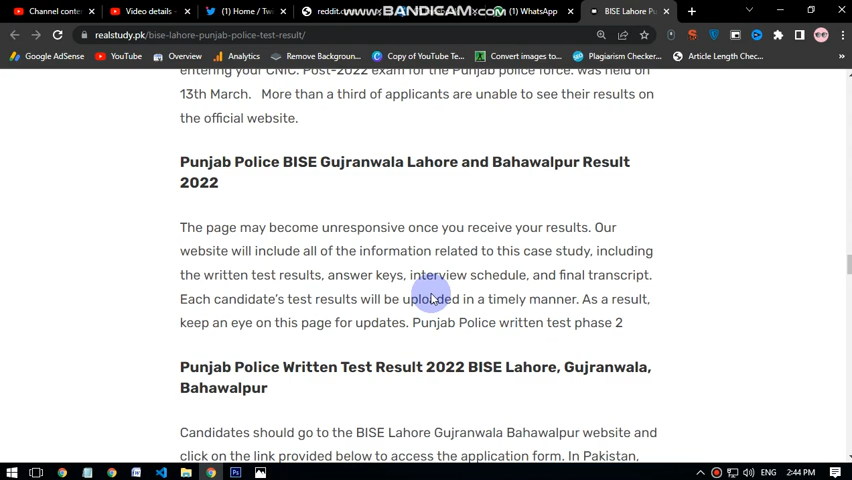 Channel conten
Video details -
(1) Home / Twi
reddit.c
www.BANDICAM.com
(1) WhatsApp
BISE Lahore Pu
realstudy.pk/bise-lahore-punjab-police-test-result/
Google AdSense
YouTube
Overview
Analytics
Remove Backgroun...
Copy of YouTube Te...
Convert images to...
Plagiarism Checker...
Article Length Chec...
entering your CNIC. Post-2022 exam for the Punjab police force. was held on
13th March. More than a third of applicants are unable to see their results on
the official website.
Punjab Police BISE Gujranwala Lahore and Bahawalpur Result
2022
The page may become unresponsive once you receive your results. Our
website will include all of the information related to this case study, including
the written test results, answer keys, interview schedule, and final transcript.
Each candidate's test results will be uploaded in a timely manner. As a result,
keep an eye on this page for updates. Punjab Police written test phase 2
Punjab Police Written Test Result 2022 BISE Lahore, Gujranwala,
Bahawalpur
Candidates should go to the BISE Lahore Gujranwala Bahawalpur website and
click on the link provided below to access the application form. In Pakistan,
ENG
2:44 PM